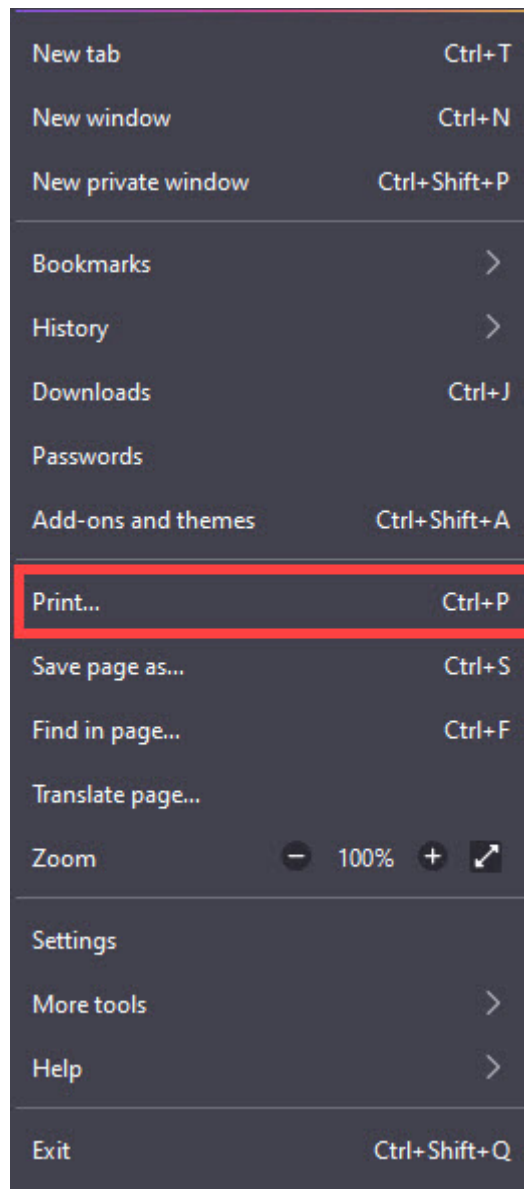 New tab Ctrl+T
New window Ctrl+N
New private window Ctrl+Shift+P
Bookmarks
History
Downloads Ctrl+J
Passwords
Add-ons and themes Ctrl+Shift+A
Print... Ctrl+P
Save page as... Ctrl+S
Find in page... Ctrl+F
Translate page...
Zoom 100%
Settings
More tools
Help
Exit Ctrl+Shift+Q